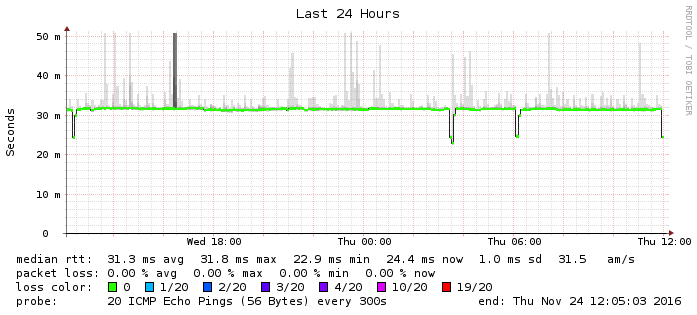 Last 24 Hours
RRDTOOL / TOBI OETIKER
Seconds
50 m
40 m
30 m
20 m
10 m
0
Wed 18:00 Thu 00:00 Thu 06:00 Thu 12:00
median rtt: 31.3 ms avg 31.8 ms max 22.9 ms min 24.4 ms now 1.0 ms sd 31.5 am/s
packet loss: 0.00 % avg 0.00 % max 0.00 % min 0.00 % now
loss color: 0 1/20 2/20 3/20 4/20 10/20 19/20
probe: 20 ICMP Echo Pings (56 Bytes) every 300s end: Thu Nov 24 12:05:03 2016